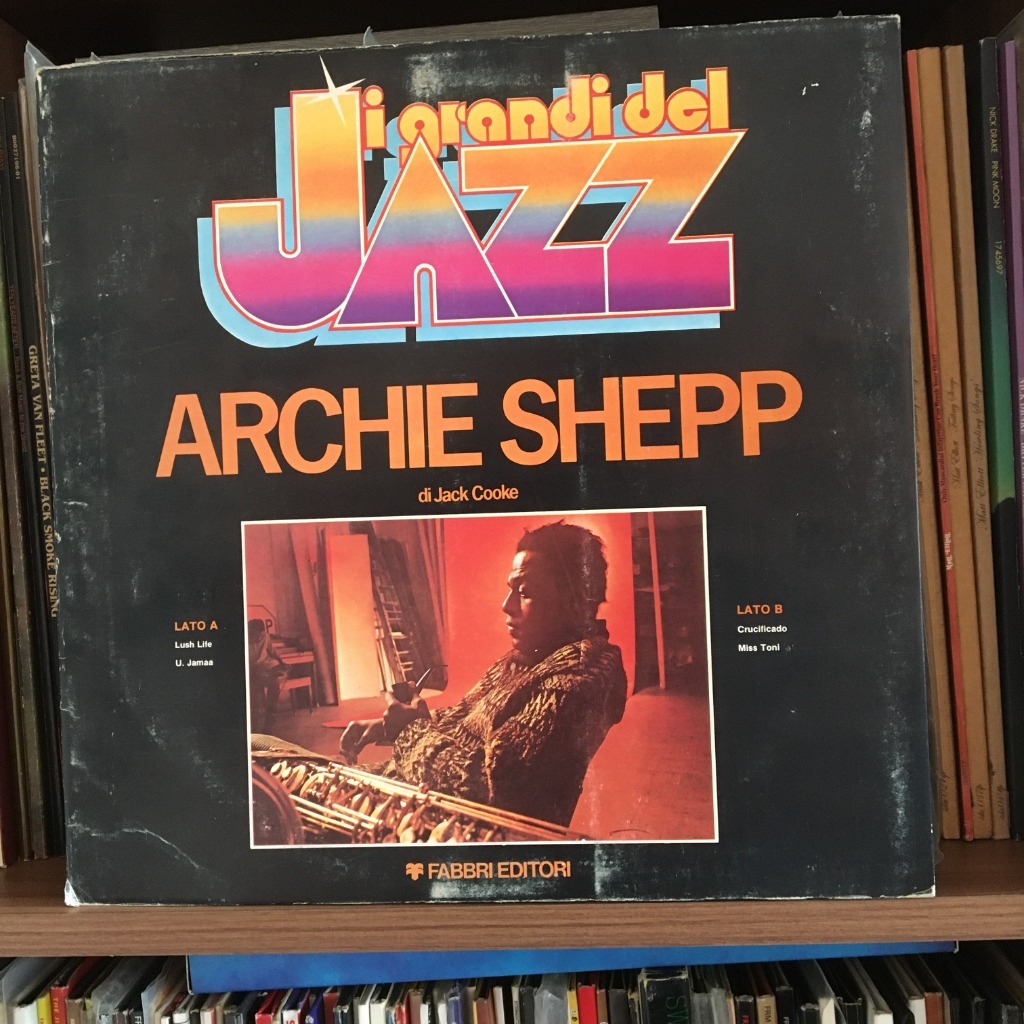 i grandi del
JAZZ
ARCHIE SHEPP
di Jack Cooke
LATO A
Lush Life
U. Jamaa
LATO B
Crucificado
Miss Toni
FABBRI EDITORI
GRETA VAN FLEET • BLACK SMOKE RISING
NICK DRAKE PINK MOON
1745697